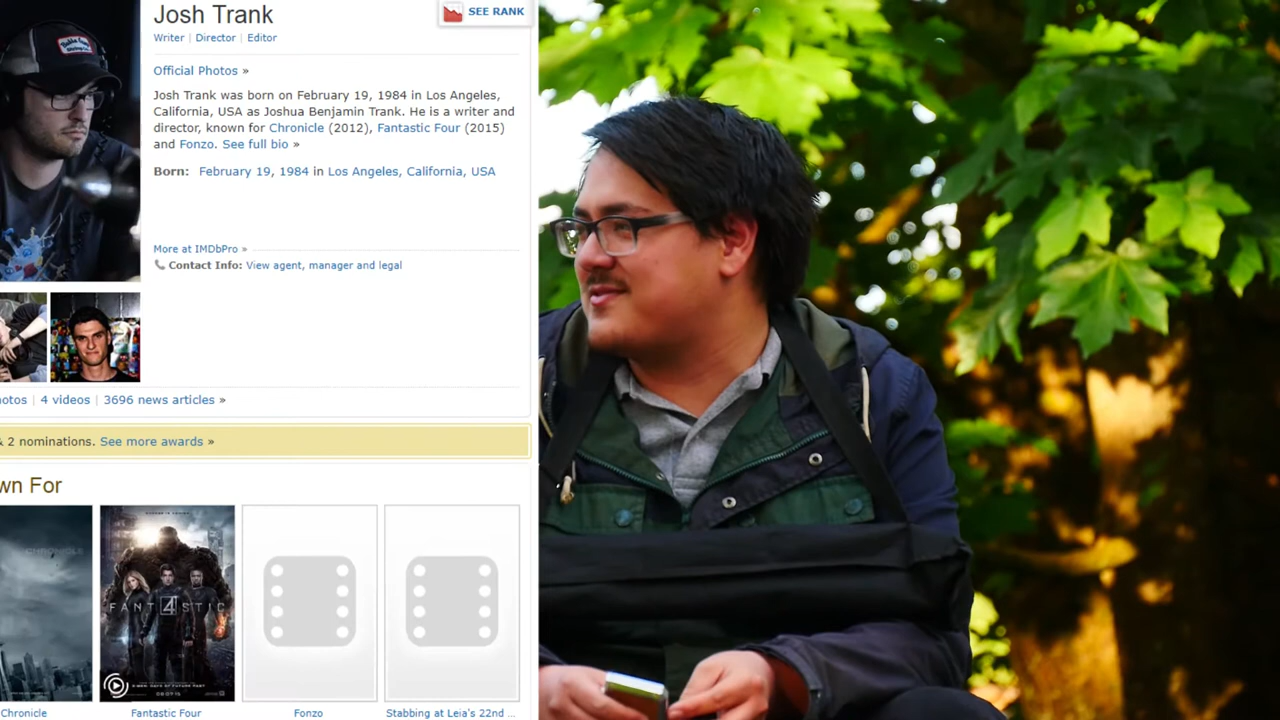 Josh Trank
SEE RANK
Writer | Director | Editor
Official Photos »
Josh Trank was born on February 19, 1984 in Los Angeles,
California, USA as Joshua Benjamin Trank. He is a writer and
director, known for Chronicle (2012), Fantastic Four (2015)
and Fonzo. See full bio »
Born: February 19, 1984 in Los Angeles, California, USA
More at IMDbPro »
Contact Info: View agent, manager and legal
otos | 4 videos | 3696 news articles »
& 2 nominations. See more awards »
wn For
CHRONICLE
FANT4STIC
Chronicle
Fantastic Four
Fonzo
Stabbing at Leia's 22nd ...